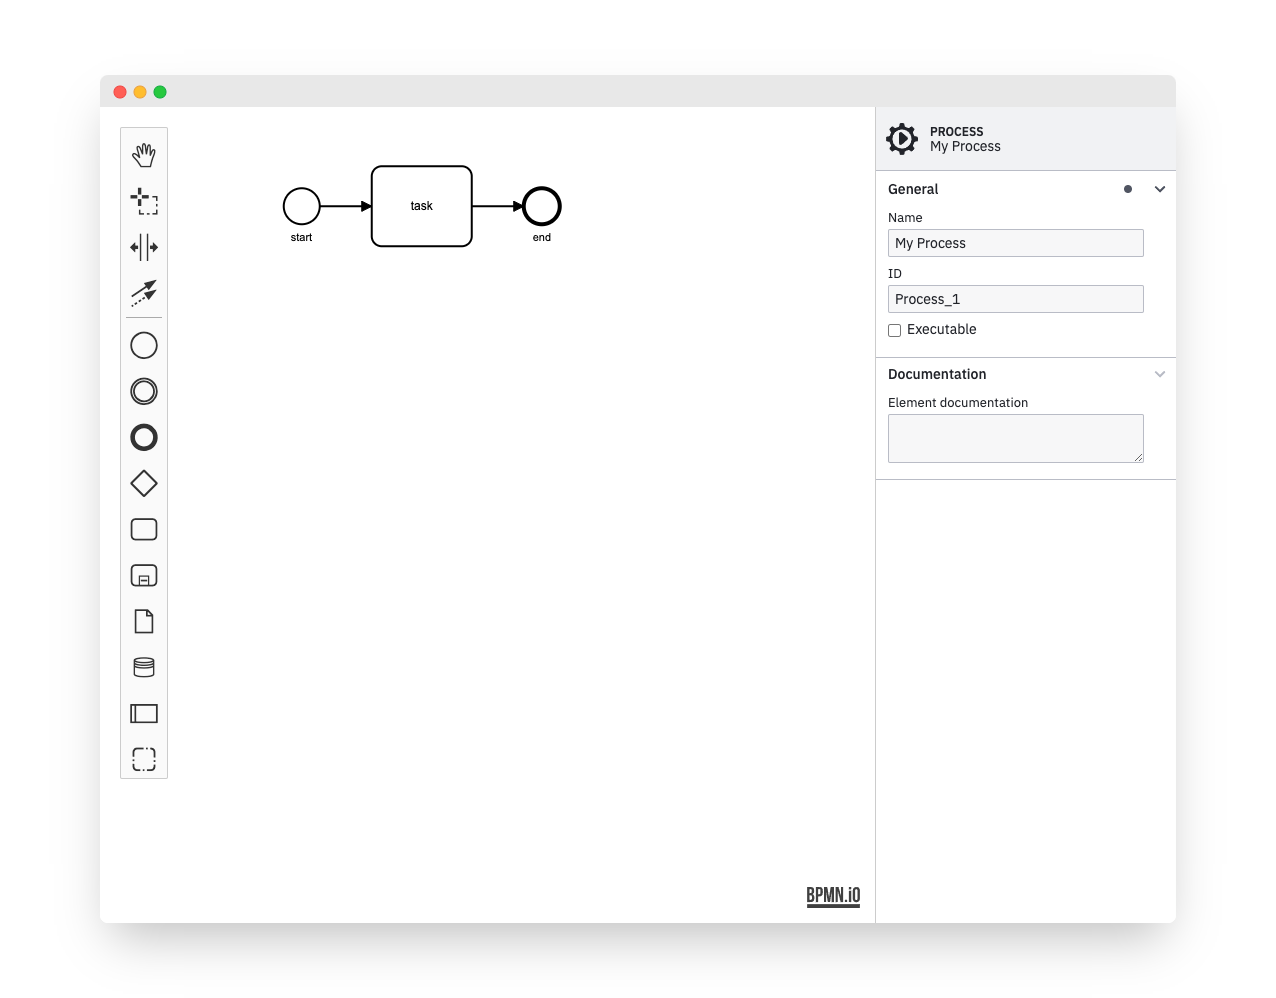 PROCESS
My Process
General
Name
My Process
ID
Process_1
Executable
Documentation
Element documentation
task
start
end
BPMN.iO